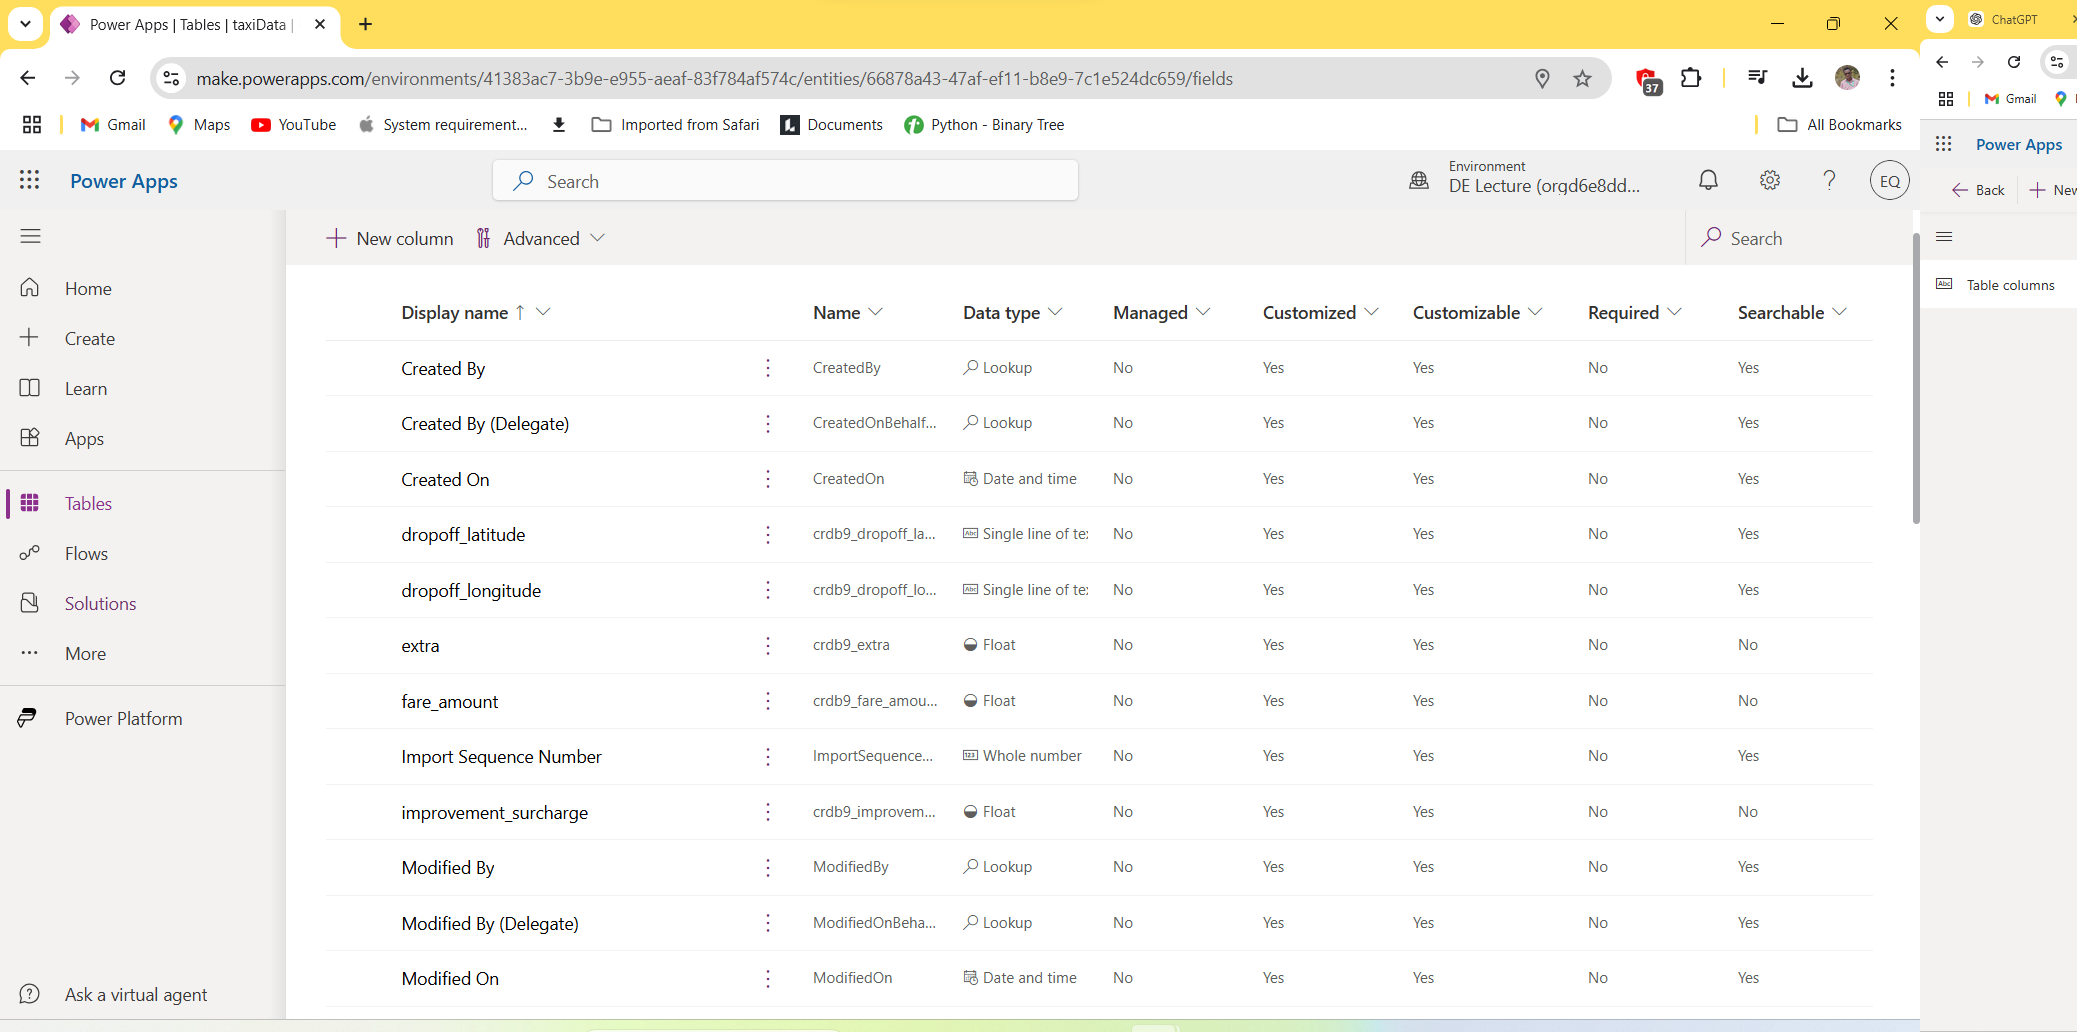 Power Apps | Tables | taxiData |
ChatGPT
make.powerapps.com/environments/41383ac7-3b9e-e955-aeaf-83f784af574c/entities/66878a43-47af-ef11-b8e9-7c1e524dc659/fields
37
Gmail Maps YouTube System requirement... Imported from Safari Documents Python - Binary Tree All Bookmarks
Gmail
Power Apps
Search
Environment
DE Lecture (orgd6e8dd...
EQ
Power Apps
Back New
New column Advanced Search
Table columns
Home
Create
Learn
Apps
Tables
Flows
Solutions
More
Power Platform
Ask a virtual agent
Display name ↑ Name Data type Managed Customized Customizable Required Searchable
Created By CreatedBy Lookup No Yes Yes No Yes
Created By (Delegate) CreatedOnBehalf... Lookup No Yes Yes No Yes
Created On CreatedOn Date and time No Yes Yes No Yes
dropoff_latitude crdb9_dropoff_la... Abc Single line of te No Yes Yes No Yes
dropoff_longitude crdb9_dropoff_lo... Abc Single line of te No Yes Yes No Yes
extra crdb9_extra Float No Yes Yes No No
fare_amount crdb9_fare_amou... Float No Yes Yes No No
Import Sequence Number ImportSequence... 123 Whole number No Yes Yes No Yes
improvement_surcharge crdb9_improvem... Float No Yes Yes No No
Modified By ModifiedBy Lookup No Yes Yes No Yes
Modified By (Delegate) ModifiedOnBeha... Lookup No Yes Yes No Yes
Modified On ModifiedOn Date and time No Yes Yes No Yes